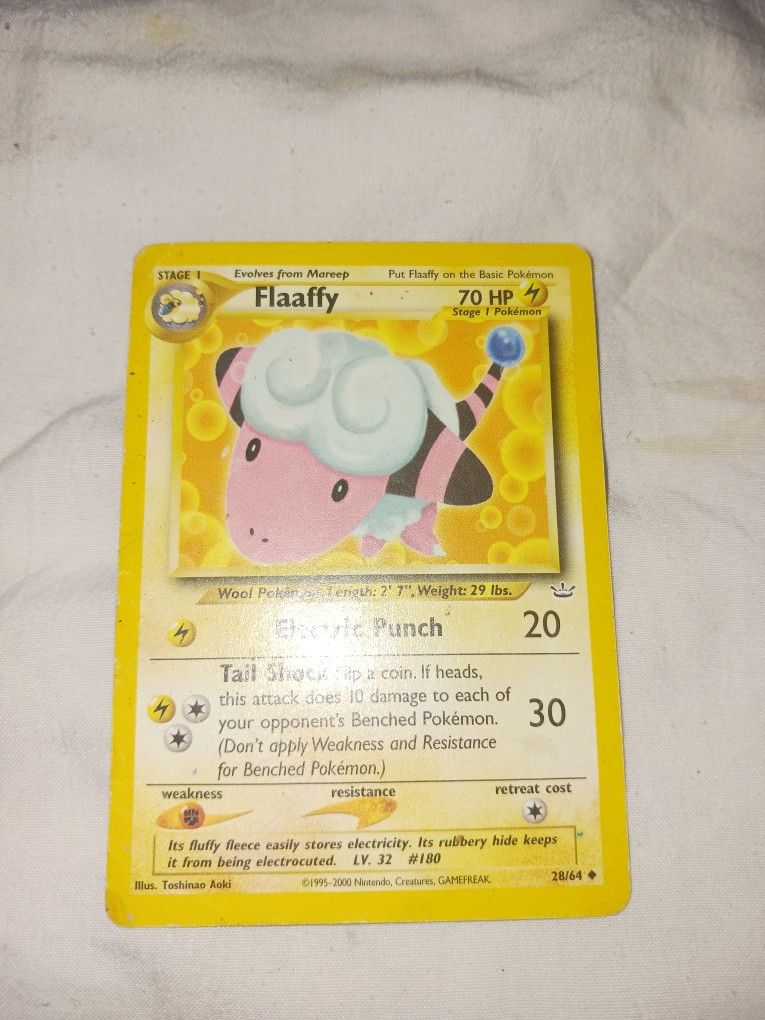 STAGE 1 Evolves from Mareep Put Flaaffy on the Basic Pokémon
Flaaffy 70 HP
Stage 1 Pokémon
Wool Pokémon, Length: 2' 7", Weight: 29 lbs.
Electric Punch 20
Tail Shock Flip a coin. If heads,
this attack does 10 damage to each of
your opponent's Benched Pokémon. 30
(Don't apply Weakness and Resistance
for Benched Pokémon.)
weakness resistance retreat cost
Its fluffy fleece easily stores electricity. Its rubbery hide keeps
it from being electrocuted. LV. 32 #180
Illus. Toshinao Aoki ©1995-2000 Nintendo, Creatures, GAMEFREAK. 28/64